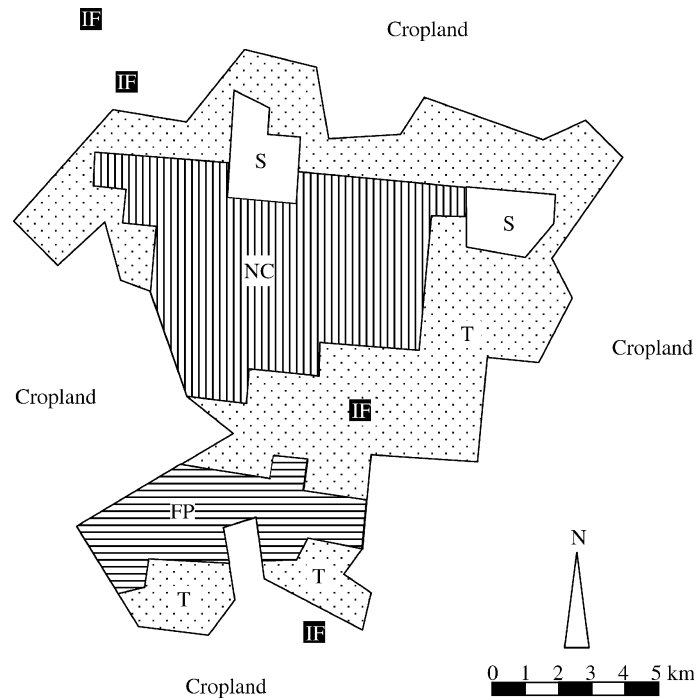 IF
Cropland
IF
S
S
NC
T
Cropland
Cropland
IF
FP
N
T
T
IF
0 1 2 3 4 5 km
Cropland